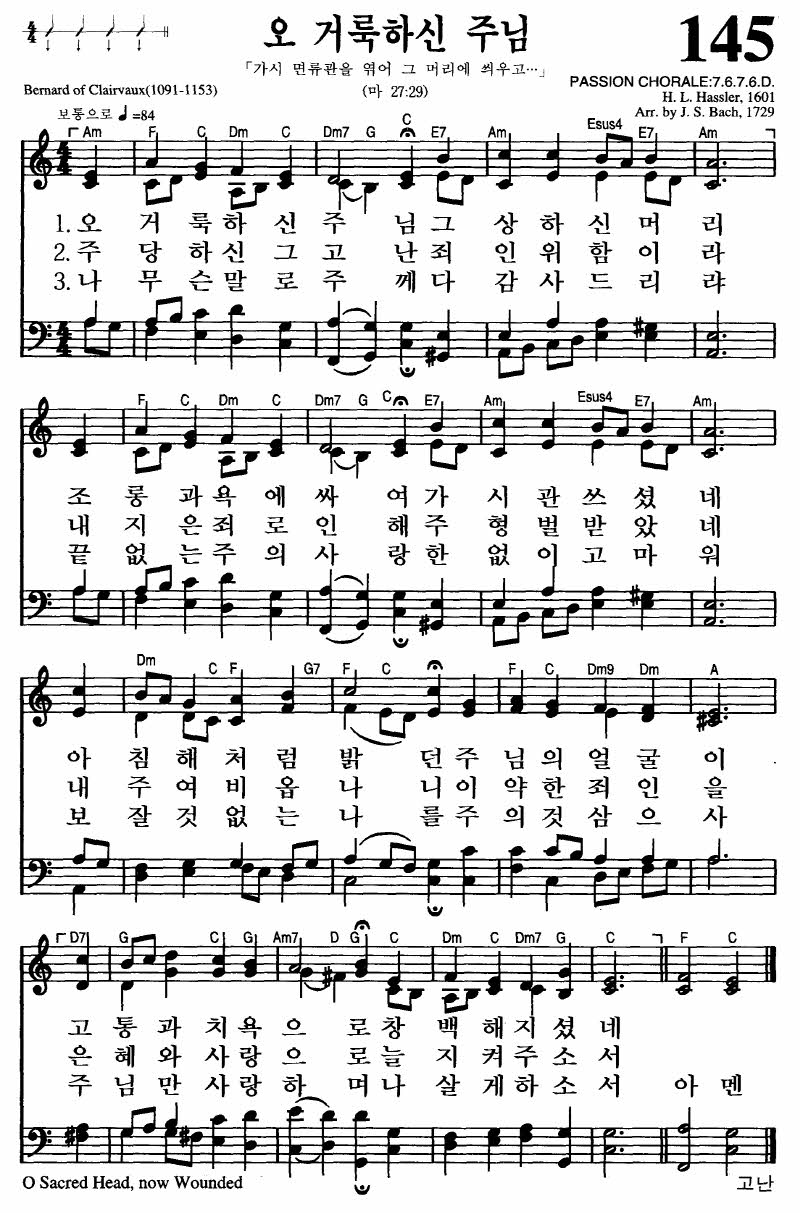 오 거룩하신 주님
145
「가시 면류관을 엮어 그 머리에 씌우고…」
Bernard of Clairvaux(1091-1153)
(마 27:29)
PASSION CHORALE:7.6.7.6.D.
H. L. Hassler, 1601
Arr. by J. S. Bach, 1729
보통으로 ♩=84
Am F C Dm C Dm7 G C E7 Am Esus4 E7 Am
1.오 거 룩하 신 주 님그 상 하 신 머 리
2.주 당 하신 그 고 난죄 인 위 함 이 라
3.나 무 슨말 로 주 께다 감 사 드 리 랴
F C Dm C Dm7 G C E7 Am Esus4 E7 Am
조 롱 과욕 에 싸 여가 시 관 쓰 셨 네
내 지 은죄 로 인 해주 형 벌 받 았 네
끝 없 는주 의 사 랑한 없 이 고 마 워
Dm C F G7 F C F C Dm9 Dm A
아 침 해처 럼 밝 던주 님 의 얼 굴 이
내 주 여비 옵 나 니이 약 한 죄 인 을
보 잘 것없 는 나 를주 의 것 삼 으 사
D7 G C G C Am7 D G C Dm C Dm7 G C F C
고 통 과치 욕 으 로창 백 해 지 셨 네
은 혜 와사 랑 으 로늘 지 켜 주 소 서
주 님 만사 랑 하 며나 살 게 하 소 서 아 멘
O Sacred Head, now Wounded
고난